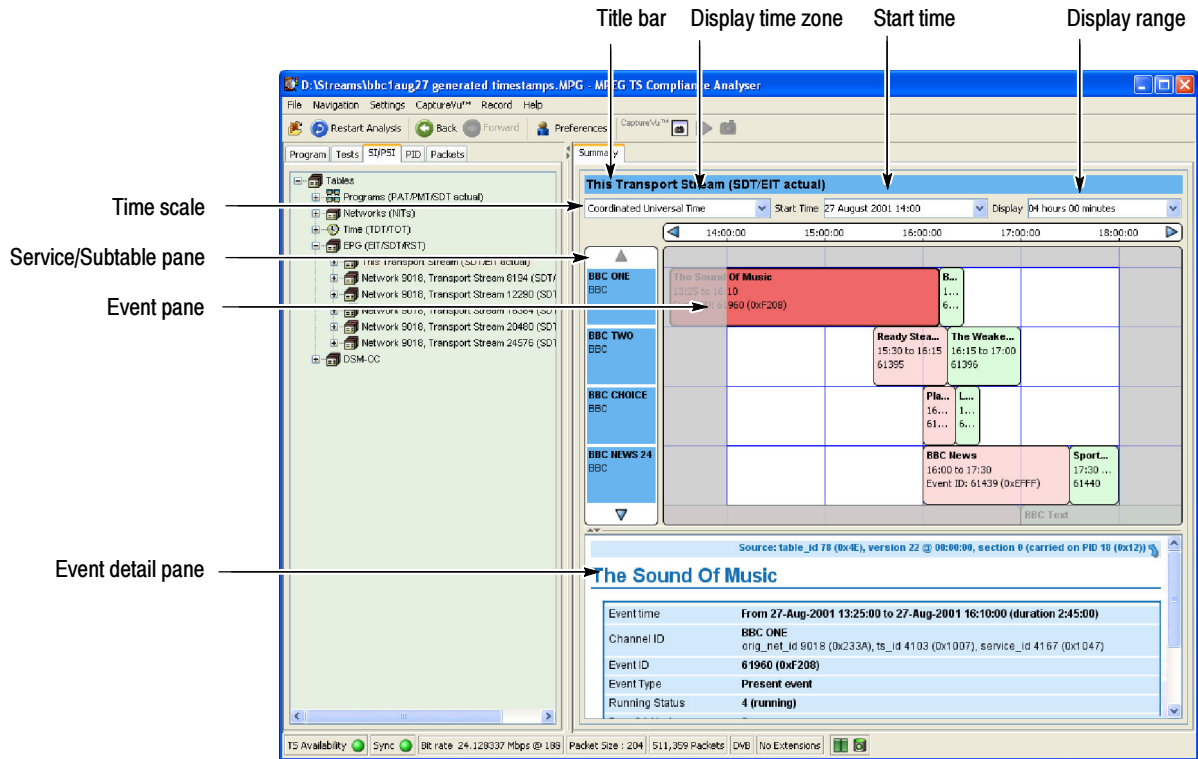 Title bar
Display time zone
Start time
Display range
Time scale
Service/Subtable pane
Event pane
Event detail pane
D:\Streams\bbc1aug27 generated timestamps.MPG - MPEG TS Compliance Analyser
File Navigation Settings CaptureVu™ Record Help
Restart Analysis Back Forward Preferences CaptureVu™
Program Tests SI/PSI PID Packets
Summary
Tables
Programs (PAT/PMT/SDT actual)
Networks (NITs)
Time (TDT/TOT)
EPG (EIT/SDT/RST)
This Transport Stream (SDT/EIT actual)
Network 9018, Transport Stream 8194 (SDT/
Network 9018, Transport Stream 12290 (SDT
Network 9018, Transport Stream 16384 (SDT
Network 9018, Transport Stream 20480 (SDT
Network 9018, Transport Stream 24576 (SDT
DSM-CC
This Transport Stream (SDT/EIT actual)
Coordinated Universal Time Start Time 27 August 2001 14:00 Display 04 hours 00 minutes
14:00:00 15:00:00 16:00:00 17:00:00 18:00:00
BBC ONE
BBC
The Sound Of Music
13:25 to 16:10
61960 (0xF208)
B...
1...
6...
BBC TWO
BBC
Ready Stea...
15:30 to 16:15
61395
The Weake...
16:15 to 17:00
61396
BBC CHOICE
BBC
Pla...
16...
61...
L...
1...
6...
BBC NEWS 24
BBC
BBC News
16:00 to 17:30
Event ID: 61439 (0xEFFF)
Sport...
17:30 ...
61440
BBC Text
Source: table_id 78 (0x4E), version 22 @ 00:00:00, section 0 (carried on PID 18 (0x12))
The Sound Of Music
Event time From 27-Aug-2001 13:25:00 to 27-Aug-2001 16:10:00 (duration 2:45:00)
Channel ID BBC ONE
orig_net_id 9018 (0x233A), ts_id 4103 (0x1007), service_id 4167 (0x1047)
Event ID 61960 (0xF208)
Event Type Present event
Running Status 4 (running)
TS Availability Sync Bit rate 24.128337 Mbps @ 188 Packet Size : 204 511,359 Packets DVB No Extensions